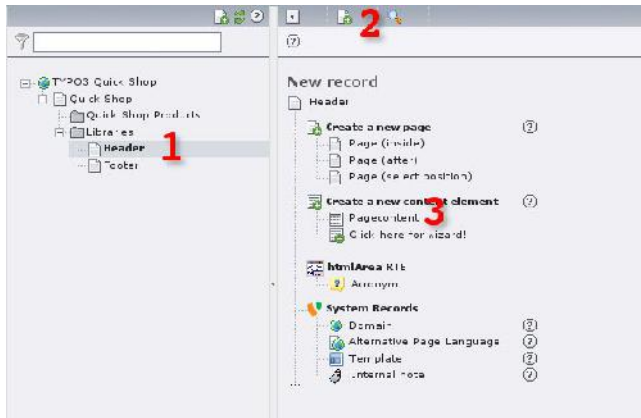 TYPO3 Quick Shop
Quick Shop
Quick Shop Products
Libraries
Header
Footer
1
2
New record
Header
Create a new page
Page (inside)
Page (after)
Page (select position)
Create a new content element
Pagecontent
3
Click here for wizard!
htmlArea RTE
Acronym
System Records
Domain
Alternative Page Language
Template
Internal note